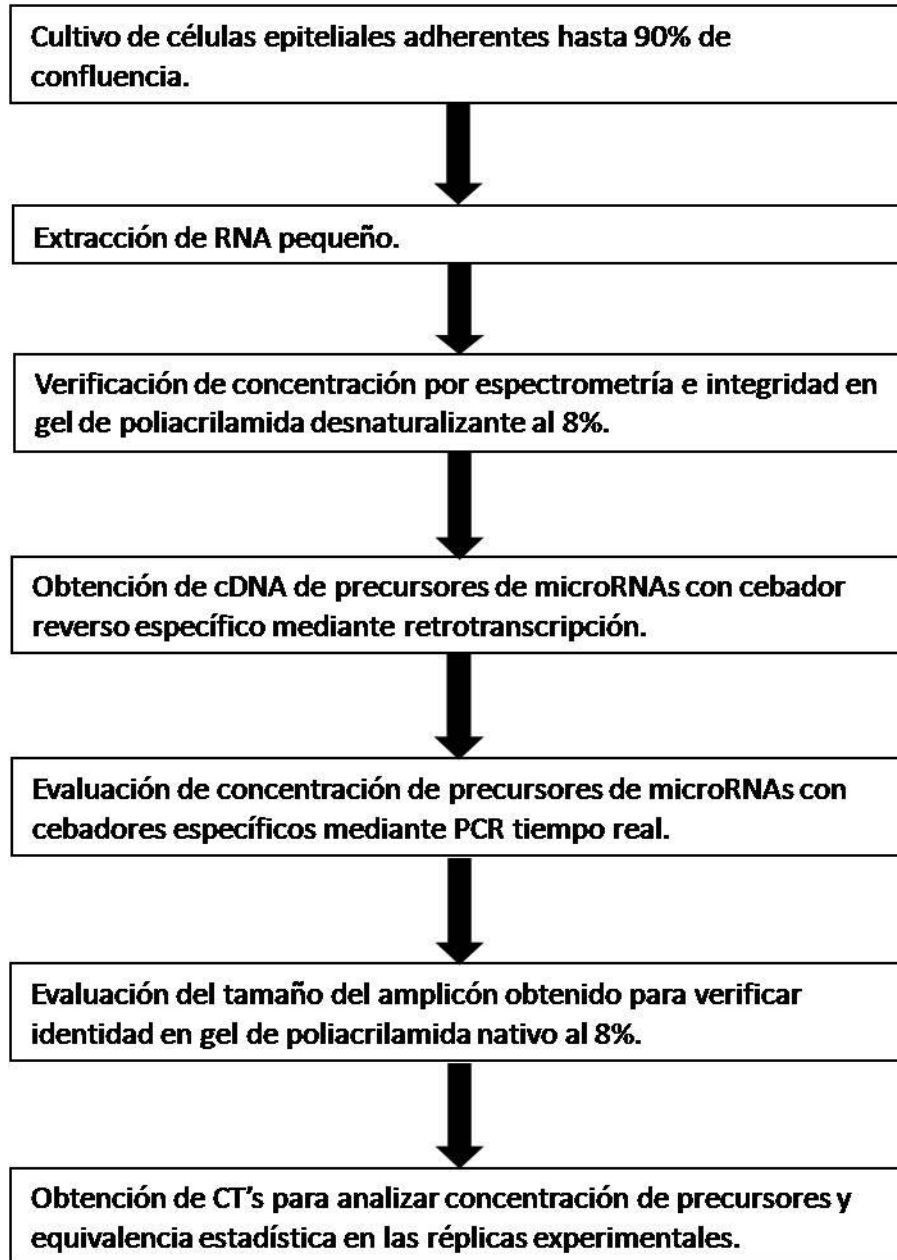 Cultivo de células epiteliales adherentes hasta 90% de
confluencia.
Extracción de RNA pequeño.
Verificación de concentración por espectrometría e integridad en
gel de poliacrilamida desnaturalizante al 8%.
Obtención de cDNA de precursores de microRNAs con cebador
reverso específico mediante retrotranscripción.
Evaluación de concentración de precursores de microRNAs con
cebadores específicos mediante PCR tiempo real.
Evaluación del tamaño del amplicón obtenido para verificar
identidad en gel de poliacrilamida nativo al 8%.
Obtención de CT’s para analizar concentración de precursores y
equivalencia estadística en las réplicas experimentales.